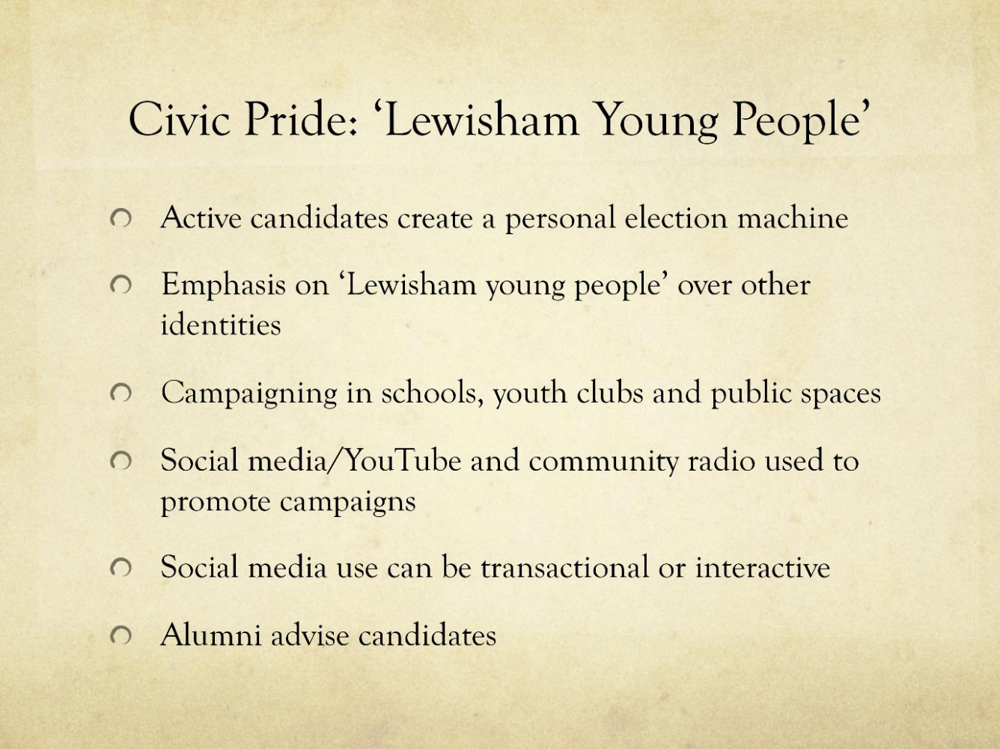 Civic Pride: ‘Lewisham Young People’
Active candidates create a personal election machine
Emphasis on ‘Lewisham young people’ over other
identities
Campaigning in schools, youth clubs and public spaces
Social media/YouTube and community radio used to
promote campaigns
Social media use can be transactional or interactive
Alumni advise candidates